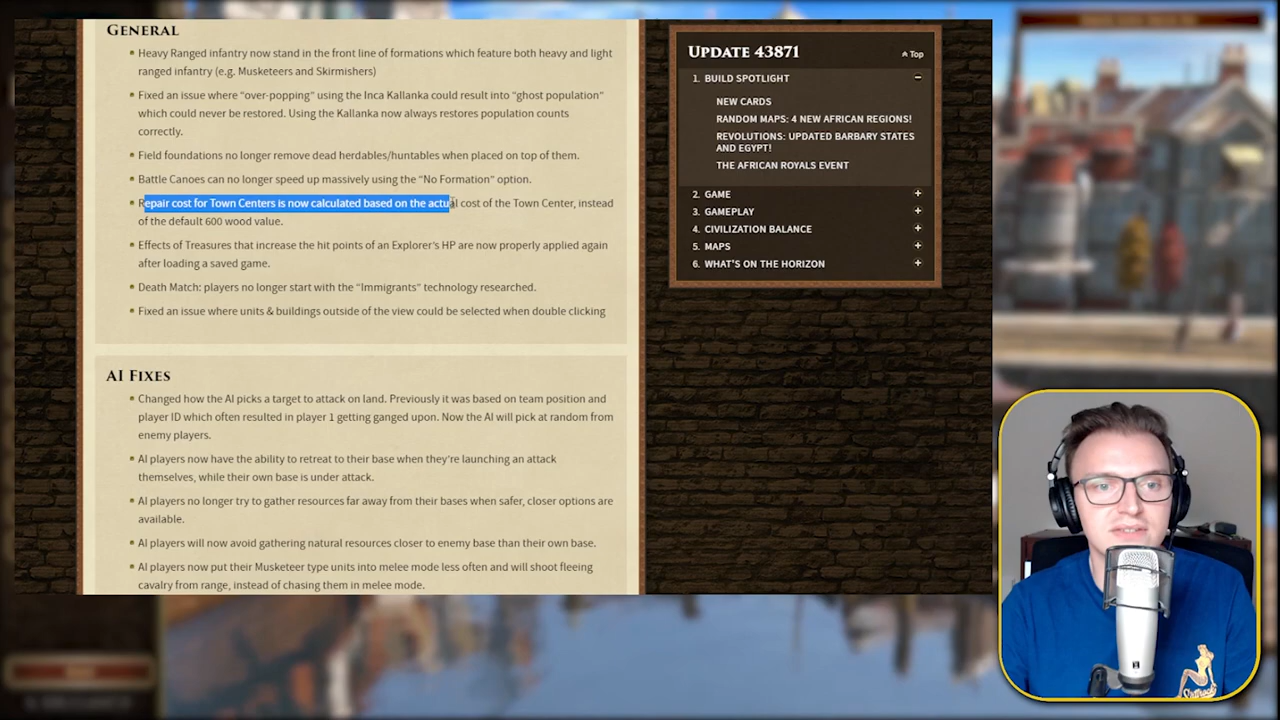 GENERAL
Heavy Ranged infantry now stand in the front line of formations which feature both heavy and light
ranged infantry (e.g. Musketeers and Skirmishers)
Fixed an issue where “over-popping” using the Inca Kallanka could result into “ghost population”
which could never be restored. Using the Kallanka now always restores population counts
correctly.
Field foundations no longer remove dead herdables/huntables when placed on top of them.
Battle Canoes can no longer speed up massively using the “No Formation” option.
Repair cost for Town Centers is now calculated based on the actual cost of the Town Center, instead
of the default 600 wood value.
Effects of Treasures that increase the hit points of an Explorer’s HP are now properly applied again
after loading a saved game.
Death Match: players no longer start with the “Immigrants” technology researched.
Fixed an issue where units & buildings outside of the view could be selected when double clicking
AI FIXES
Changed how the AI picks a target to attack on land. Previously it was based on team position and
player ID which often resulted in player 1 getting ganged upon. Now the AI will pick at random from
enemy players.
AI players now have the ability to retreat to their base when they’re launching an attack
themselves, while their own base is under attack.
AI players no longer try to gather resources far away from their bases when safer, closer options are
available.
AI players will now avoid gathering natural resources closer to enemy base than their own base.
AI players now put their Musketeer type units into melee mode less often and will shoot fleeing
cavalry from range, instead of chasing them in melee mode.
UPDATE 43871
Top
1. BUILD SPOTLIGHT
NEW CARDS
RANDOM MAPS: 4 NEW AFRICAN REGIONS!
REVOLUTIONS: UPDATED BARBARY STATES
AND EGYPT!
THE AFRICAN ROYALS EVENT
2. GAME
3. GAMEPLAY
4. CIVILIZATION BALANCE
5. MAPS
6. WHAT'S ON THE HORIZON